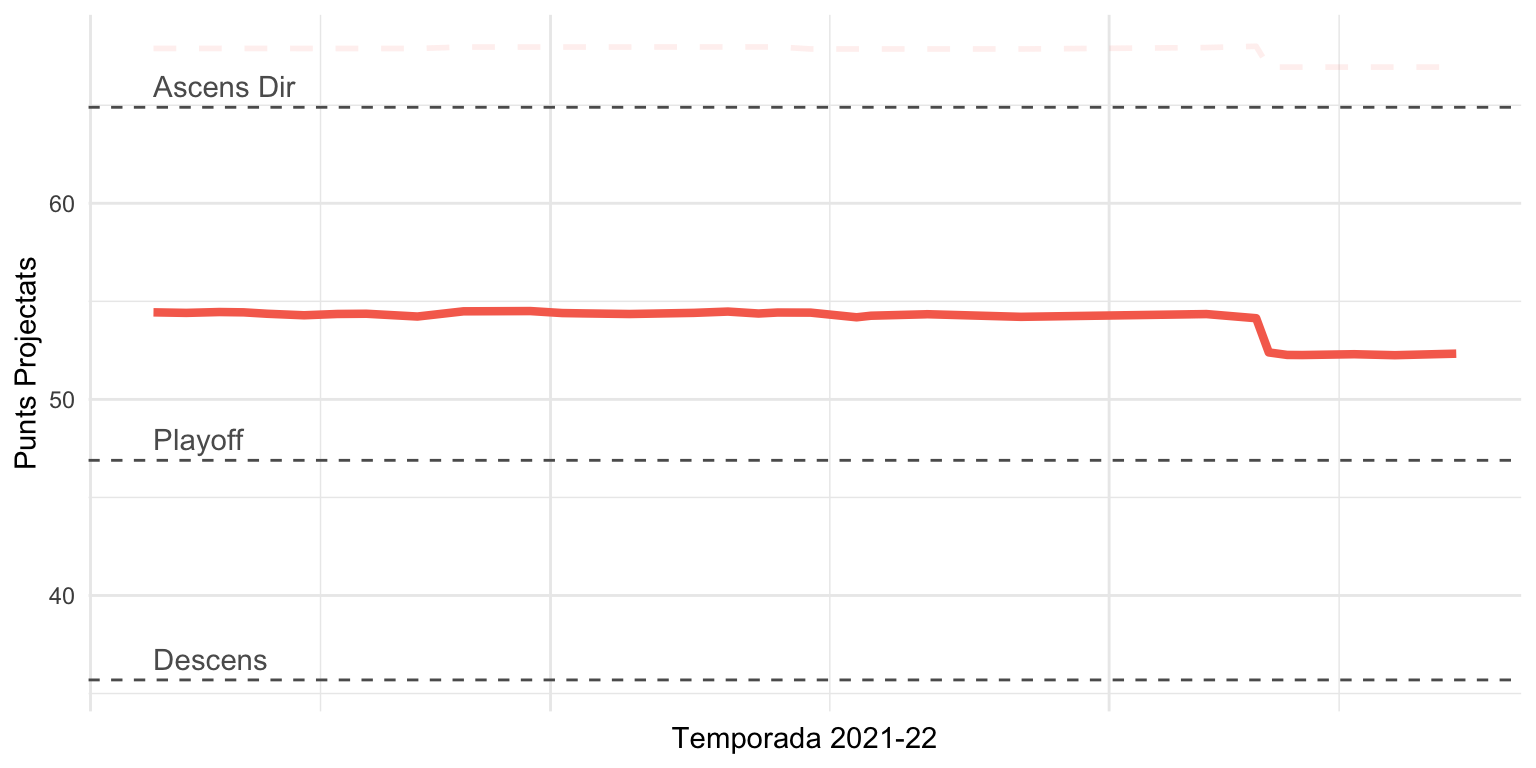 Ascens Dir
60
50
Playoff
40
Descens
Punts Projectats
Temporada 2021-22